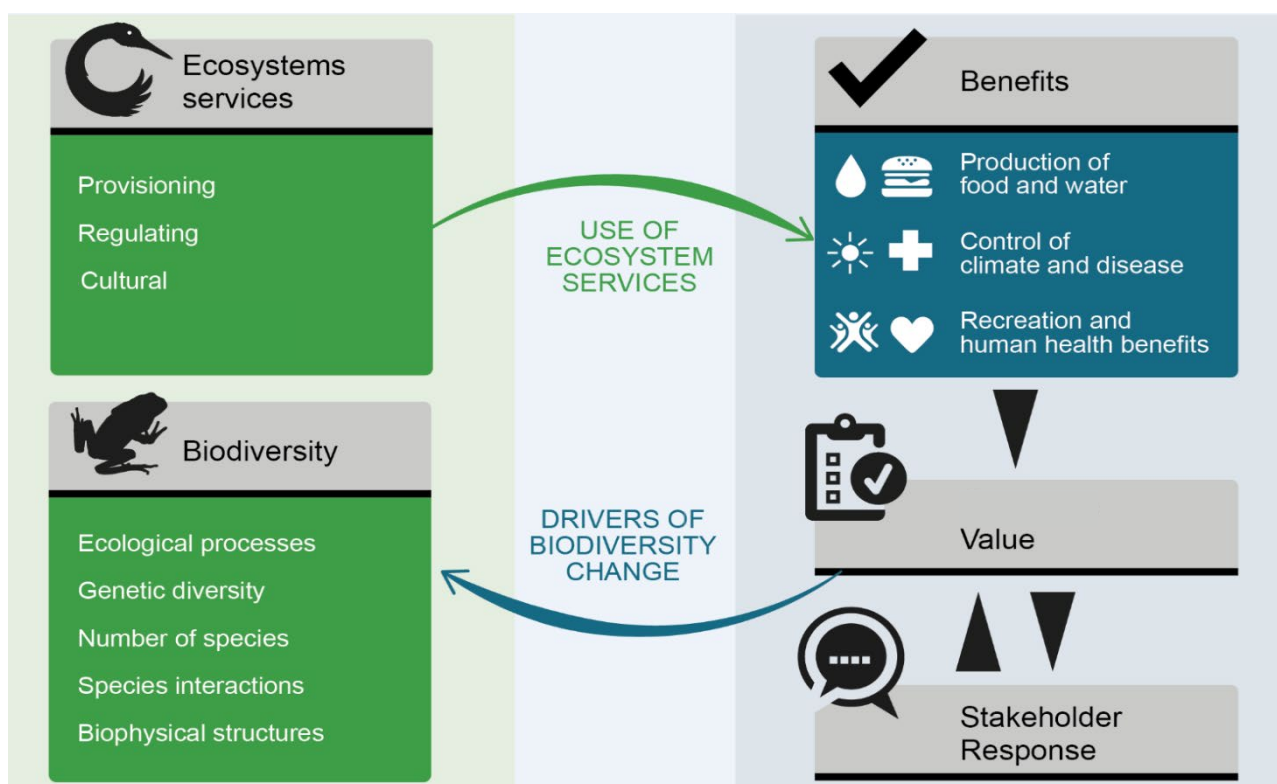 Ecosystems
services
Provisioning
Regulating
Cultural
Biodiversity
Ecological processes
Genetic diversity
Number of species
Species interactions
Biophysical structures
USE OF
ECOSYSTEM
SERVICES
DRIVERS OF
BIODIVERSITY
CHANGE
Benefits
Production of
food and water
Control of
climate and disease
Recreation and
human health benefits
Value
Stakeholder
Response